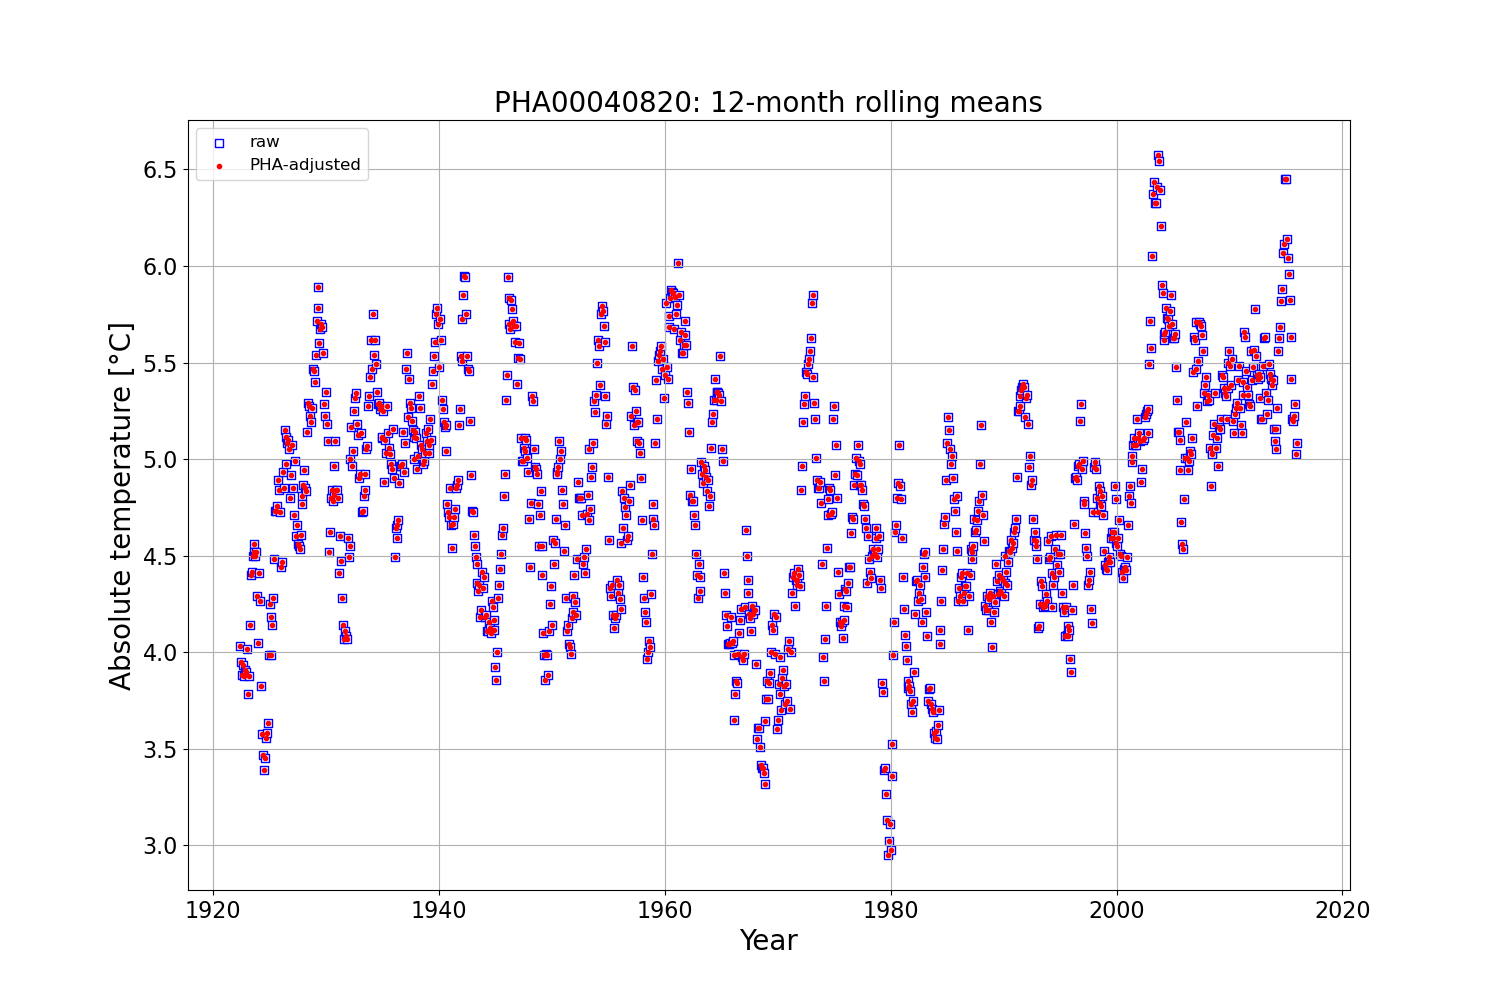 PHA00040820: 12-month rolling means
raw
PHA-adjusted
Absolute temperature [°C]
6.5
6.0
5.5
5.0
4.5
4.0
3.5
3.0
1920 1940 1960 1980 2000 2020
Year